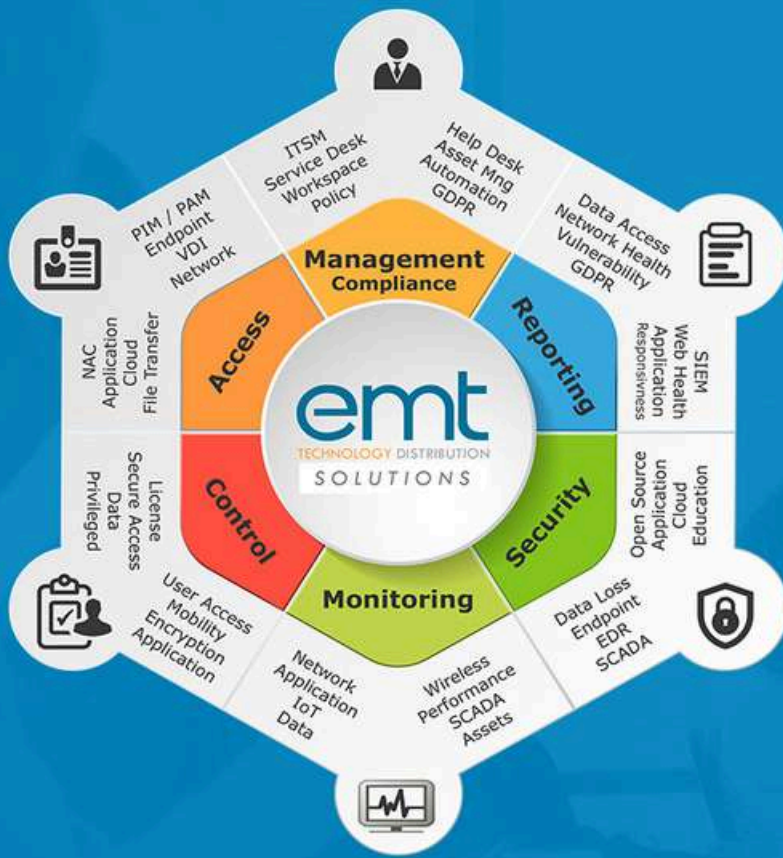 ITSM
Service Desk
Workspace
Policy
Help Desk
Asset Mng
Automation
GDPR
Management
Compliance
Data Access
Network Health
Vulnerability
GDPR
SIEM
Web Health
Application
Responsivness
Reporting
Education
Cloud
Application
Open Source
Data Loss
Endpoint
EDR
SCADA
Security
Wireless
Performance
SCADA
Assets
Network
Application
IoT
Data
Monitoring
User Access
Mobility
Encryption
Application
License
Secure Access
Data
Privileged
Control
NAC
Application
Cloud
File Transfer
PIM / PAM
Endpoint
VDI
Network
Access
emt
TECHNOLOGY DISTRIBUTION
SOLUTIONS